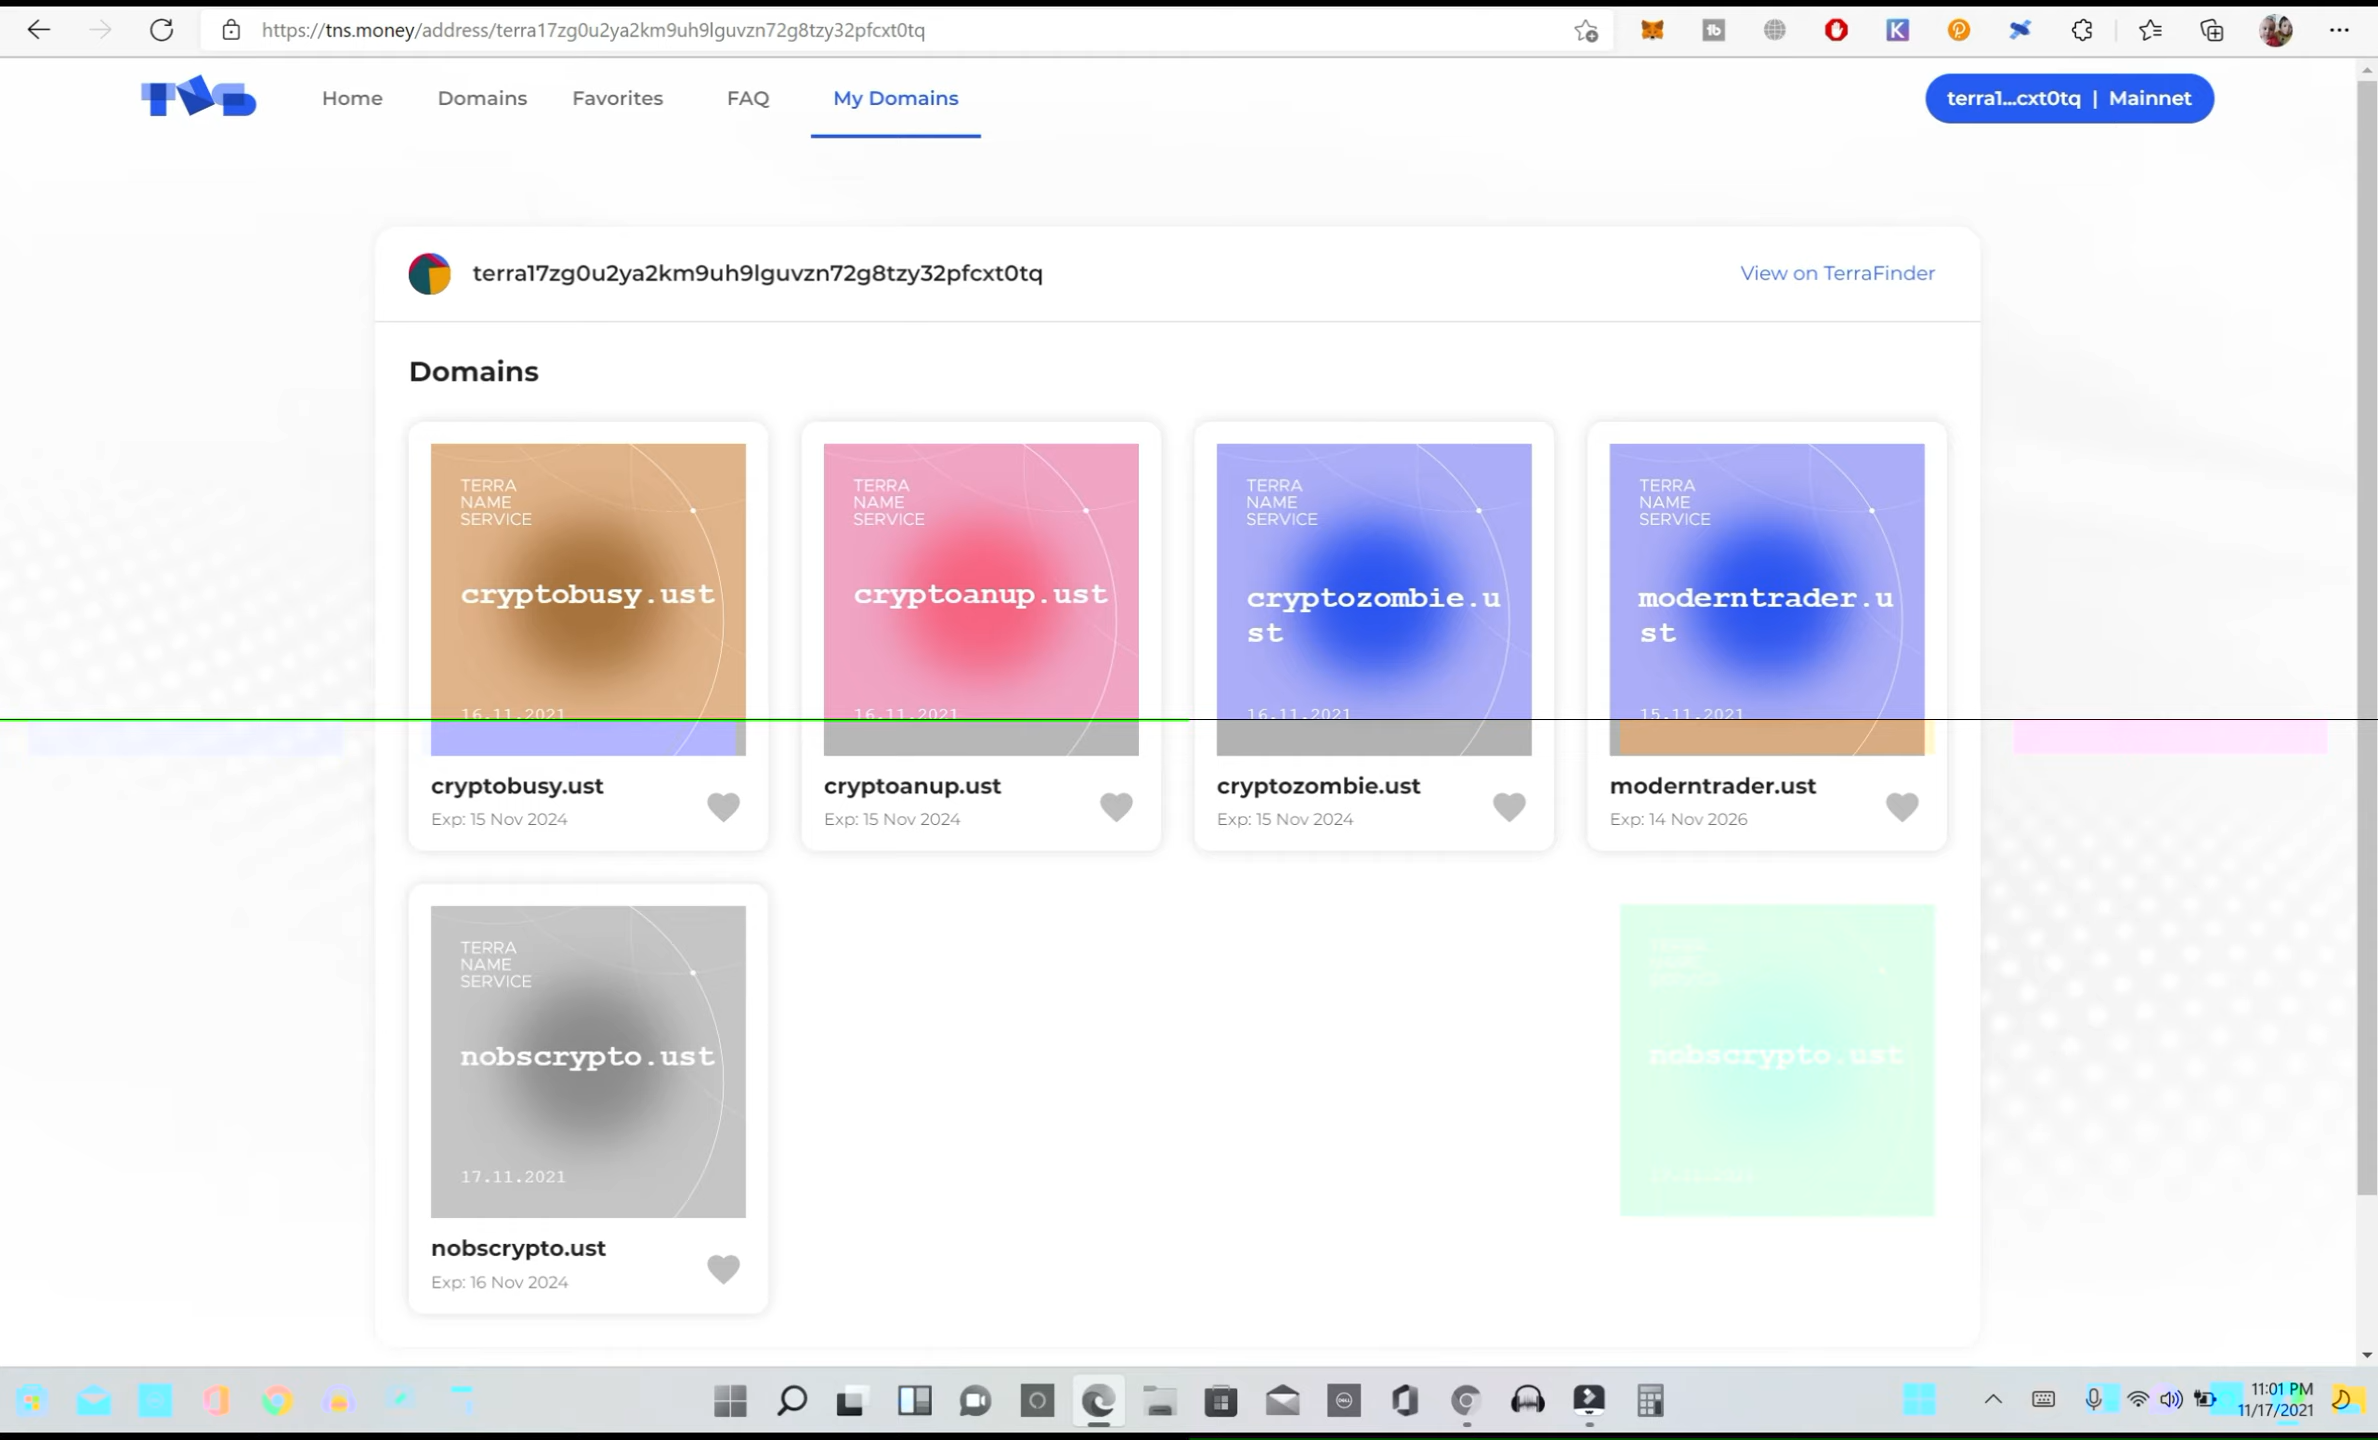 https://tns.money/address/terra17zg0u2ya2km9uh9lguvzn72g8tzy32pfcxt0tq
TNS Home Domains Favorites FAQ My Domains terra1...cxt0tq | Mainnet
terra17zg0u2ya2km9uh9lguvzn72g8tzy32pfcxt0tq View on TerraFinder
Domains
TERRA
NAME
SERVICE
cryptobusy.ust
16.11.2021
cryptobusy.ust
Exp: 15 Nov 2024
TERRA
NAME
SERVICE
cryptoanup.ust
16.11.2021
cryptoanup.ust
Exp: 15 Nov 2024
TERRA
NAME
SERVICE
cryptozombie.u
st
16.11.2021
cryptozombie.ust
Exp: 15 Nov 2024
TERRA
NAME
SERVICE
moderntrader.u
st
15.11.2021
moderntrader.ust
Exp: 14 Nov 2026
TERRA
NAME
SERVICE
nobscrypto.ust
17.11.2021
nobscrypto.ust
Exp: 16 Nov 2024
nobscrypto.ust
11:01 PM
11/17/2021